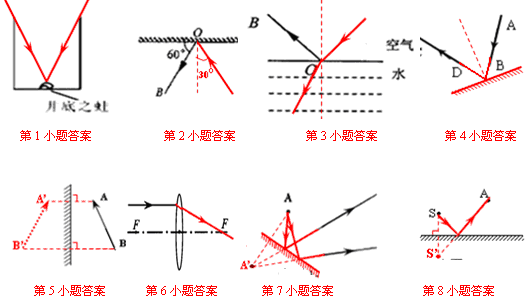 井底之蛙
第1小题答案
O
60°
30°
B
第2小题答案
B
O
空气
水
第3小题答案
A
B
D
第4小题答案
A' A
B' B
第5小题答案
F F
第6小题答案
A
A'
第7小题答案
S A
S'
第8小题答案